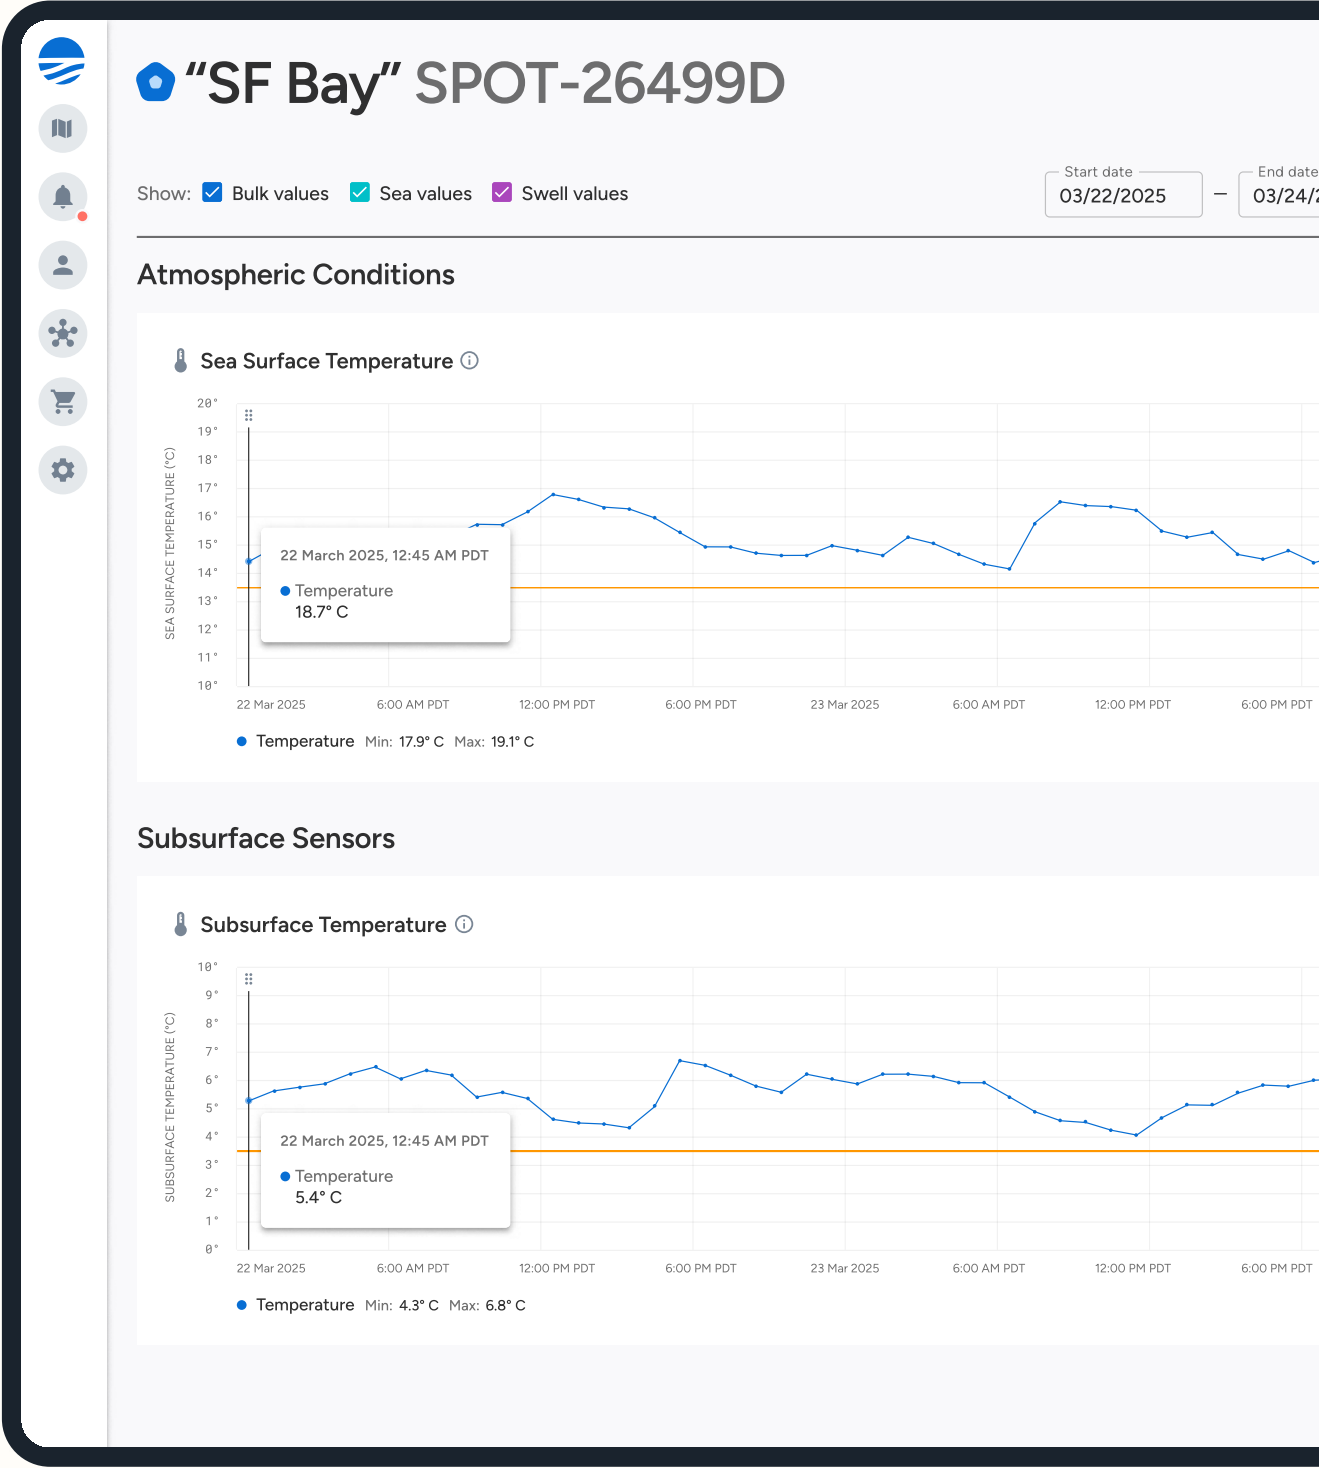 “SF Bay” SPOT-26499D
Show: Bulk values Sea values Swell values
Start date
03/22/2025
–
End date
03/24/2
Atmospheric Conditions
Sea Surface Temperature
SEA SURFACE TEMPERATURE (°C)
20°
19°
18°
17°
16°
15°
14°
13°
12°
11°
10°
22 March 2025, 12:45 AM PDT
Temperature
18.7° C
22 Mar 2025 6:00 AM PDT 12:00 PM PDT 6:00 PM PDT 23 Mar 2025 6:00 AM PDT 12:00 PM PDT 6:00 PM PDT
Temperature Min: 17.9° C Max: 19.1° C
Subsurface Sensors
Subsurface Temperature
SUBSURFACE TEMPERATURE (°C)
10°
9°
8°
7°
6°
5°
4°
3°
2°
1°
0°
22 March 2025, 12:45 AM PDT
Temperature
5.4° C
22 Mar 2025 6:00 AM PDT 12:00 PM PDT 6:00 PM PDT 23 Mar 2025 6:00 AM PDT 12:00 PM PDT 6:00 PM PDT
Temperature Min: 4.3° C Max: 6.8° C